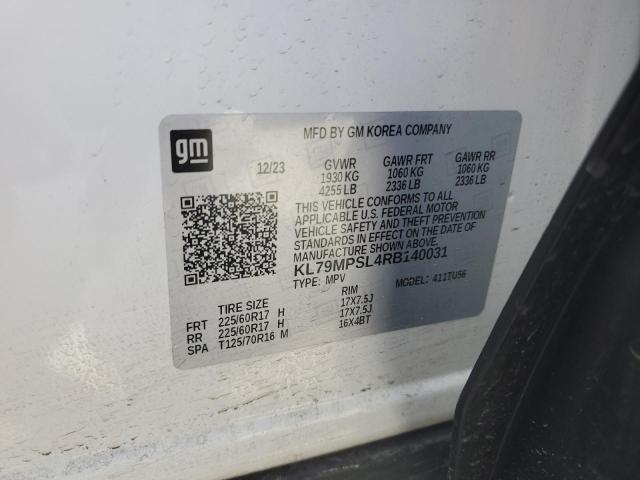 gm
MFD BY GM KOREA COMPANY
12/23 GVWR GAWR FRT GAWR RR
1930 KG 1060 KG 1060 KG
4255 LB 2336 LB 2336 LB
THIS VEHICLE CONFORMS TO ALL
APPLICABLE U.S. FEDERAL MOTOR
VEHICLE SAFETY AND THEFT PREVENTION
STANDARDS IN EFFECT ON THE DATE OF
MANUFACTURE SHOWN ABOVE.
KL79MPSL4RB140031
TYPE: MPV MODEL: 411TU56
TIRE SIZE RIM
FRT 225/60R17 H 17X7.5J
RR 225/60R17 H 17X7.5J
SPA T125/70R16 M 16X4BT